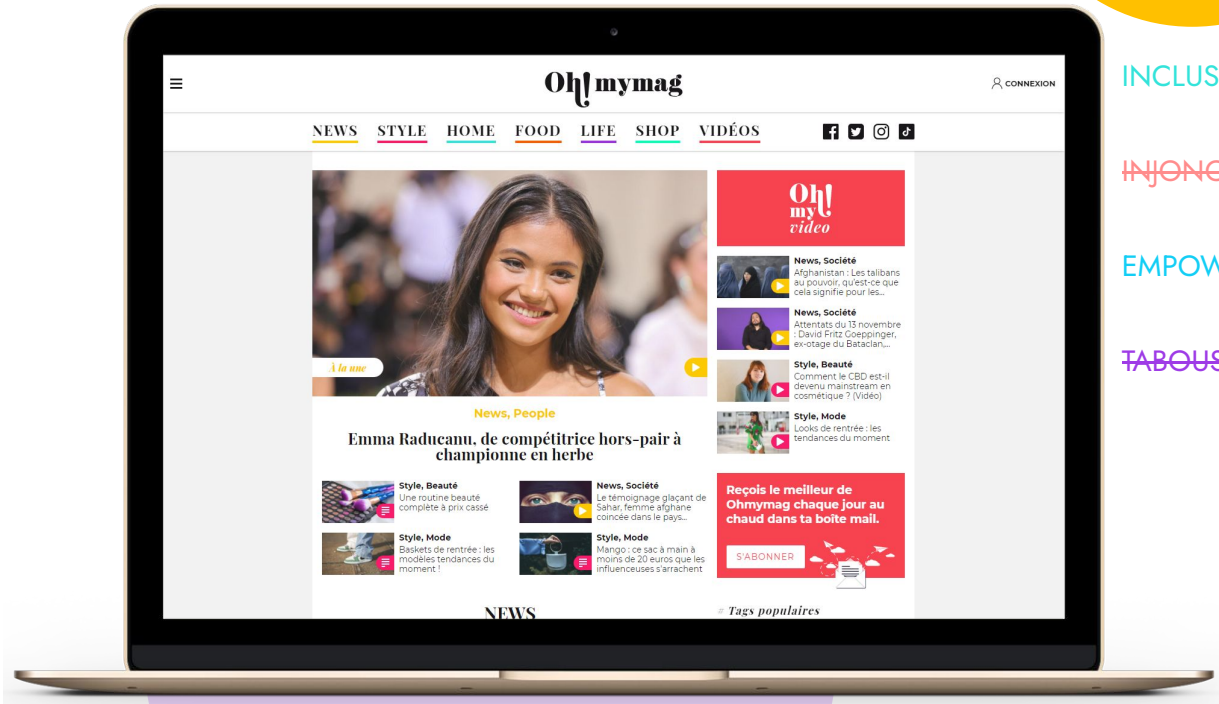 Oh! mymag
CONNEXION
NEWS STYLE HOME FOOD LIFE SHOP VIDÉOS
À la une
News, People
Emma Raducanu, de compétitrice hors-pair à
championne en herbe
Style, Beauté
Une routine beauté
complète à prix cassé
News, Société
Le témoignage glaçant de
Sahar, femme afghane
coincée dans le pays...
Style, Mode
Baskets de rentrée : les
modèles tendances du
moment !
Style, Mode
Mango : ce sac à main à
moins de 20 euros que les
influenceuses s'arrachent
NEWS
Oh!
my
video
News, Société
Afghanistan : Les talibans
au pouvoir, qu'est-ce que
cela signifie pour les...
News, Société
Attentats du 13 novembre
: David Fritz Goeppinger,
ex-otage du Bataclan,...
Style, Beauté
Comment le CBD est-il
devenu mainstream en
cosmétique ? (Vidéo)
Style, Mode
Looks de rentrée : les
tendances du moment
Reçois le meilleur de
Ohmymag chaque jour au
chaud dans ta boîte mail.
S'ABONNER
# Tags populaires
INCLUS
INJONC
EMPOW
TABOUS